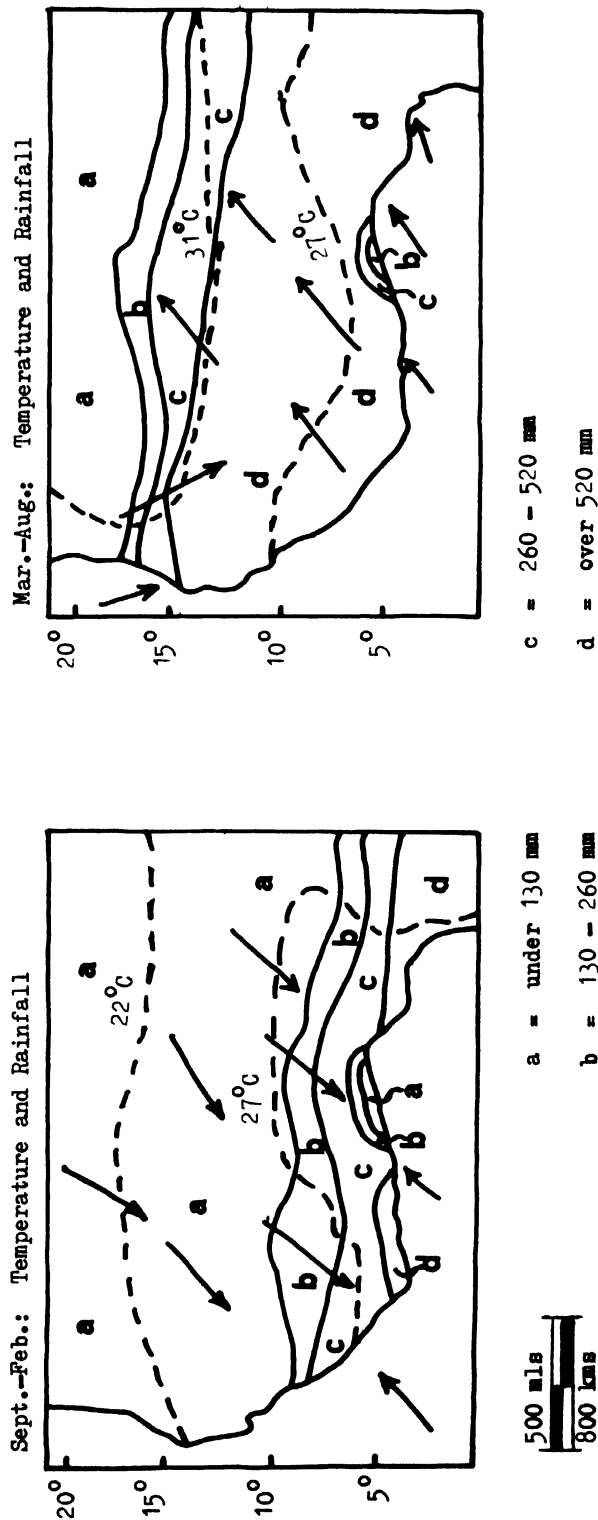 Sept.-Feb.: Temperature and Rainfall
20°
a
a
22°C
15°
a
27°C
a
10°
b
b
b
c
c
c
5°
b
a
d
d
Mar.-Aug.: Temperature and Rainfall
20°
a
a
b
15°
c
31°C
c
d
10°
27°C
d
d
5°
b
c
500 mls
800 kms
a = under 130 mm
b = 130 - 260 mm
c = 260 - 520 mm
d = over 520 mm